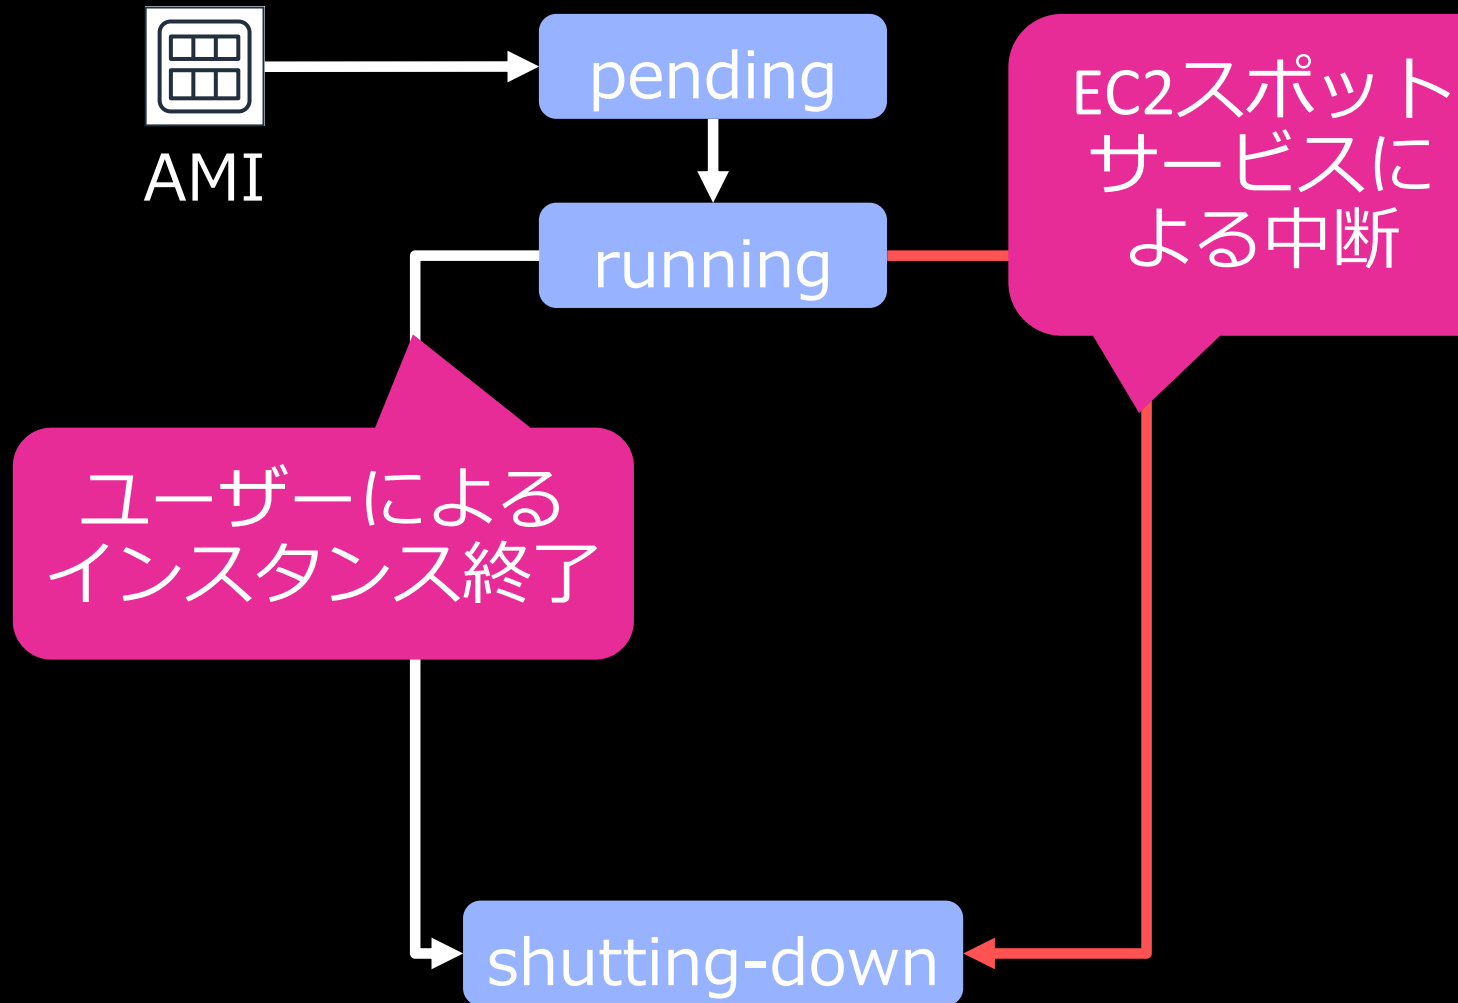 pending
AMI
EC2スポット
サービスに
よる中断
running
ユーザーによる
インスタンス終了
shutting-down